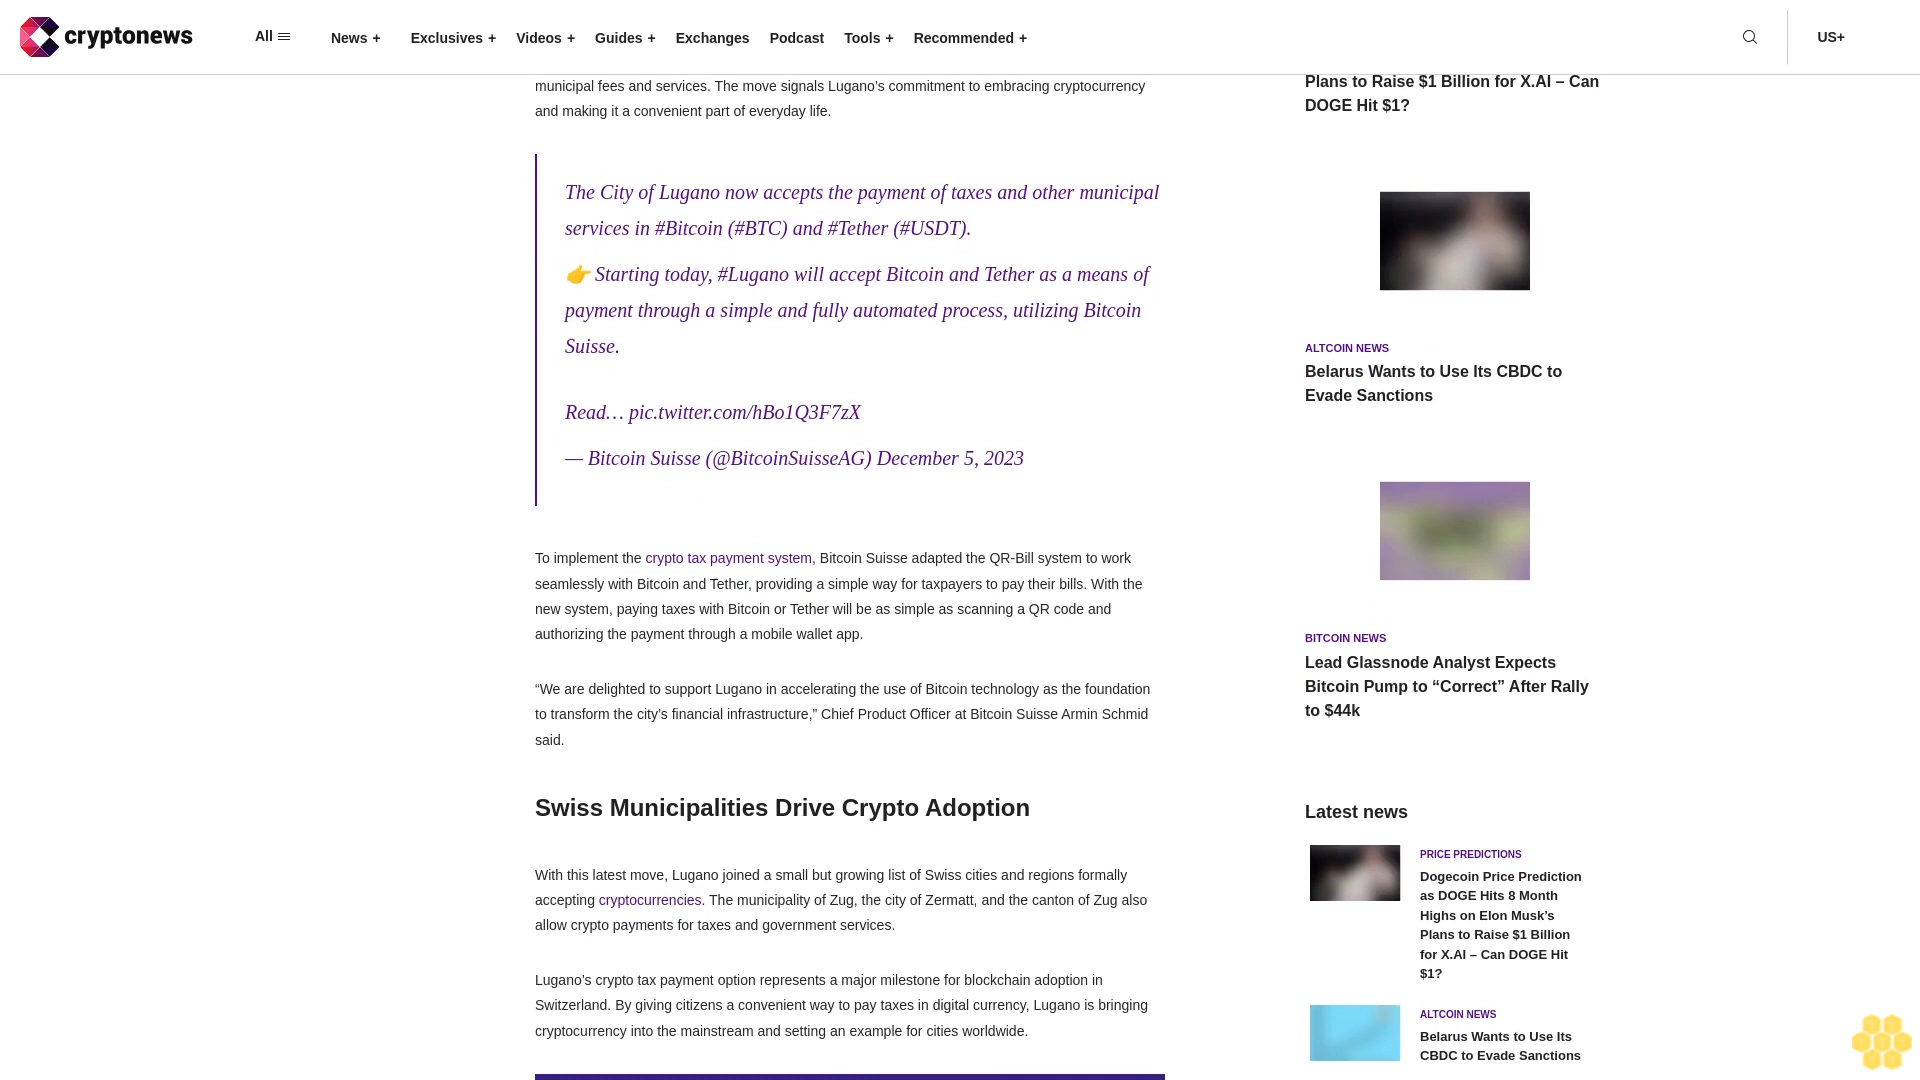 cryptonews
All
News +
Exclusives +
Videos +
Guides +
Exchanges
Podcast
Tools +
Recommended +
US+
municipal fees and services. The move signals Lugano’s commitment to embracing cryptocurrency
and making it a convenient part of everyday life.
The City of Lugano now accepts the payment of taxes and other municipal
services in #Bitcoin (#BTC) and #Tether (#USDT).
👉 Starting today, #Lugano will accept Bitcoin and Tether as a means of
payment through a simple and fully automated process, utilizing Bitcoin
Suisse.
Read… pic.twitter.com/hBo1Q3F7zX
— Bitcoin Suisse (@BitcoinSuisseAG) December 5, 2023
To implement the crypto tax payment system, Bitcoin Suisse adapted the QR-Bill system to work
seamlessly with Bitcoin and Tether, providing a simple way for taxpayers to pay their bills. With the
new system, paying taxes with Bitcoin or Tether will be as simple as scanning a QR code and
authorizing the payment through a mobile wallet app.
“We are delighted to support Lugano in accelerating the use of Bitcoin technology as the foundation
to transform the city’s financial infrastructure,” Chief Product Officer at Bitcoin Suisse Armin Schmid
said.
Swiss Municipalities Drive Crypto Adoption
With this latest move, Lugano joined a small but growing list of Swiss cities and regions formally
accepting cryptocurrencies. The municipality of Zug, the city of Zermatt, and the canton of Zug also
allow crypto payments for taxes and government services.
Lugano’s crypto tax payment option represents a major milestone for blockchain adoption in
Switzerland. By giving citizens a convenient way to pay taxes in digital currency, Lugano is bringing
cryptocurrency into the mainstream and setting an example for cities worldwide.
Plans to Raise $1 Billion for X.AI – Can
DOGE Hit $1?
ALTCOIN NEWS
Belarus Wants to Use Its CBDC to
Evade Sanctions
BITCOIN NEWS
Lead Glassnode Analyst Expects
Bitcoin Pump to “Correct” After Rally
to $44k
Latest news
PRICE PREDICTIONS
Dogecoin Price Prediction
as DOGE Hits 8 Month
Highs on Elon Musk’s
Plans to Raise $1 Billion
for X.AI – Can DOGE Hit
$1?
ALTCOIN NEWS
Belarus Wants to Use Its
CBDC to Evade Sanctions